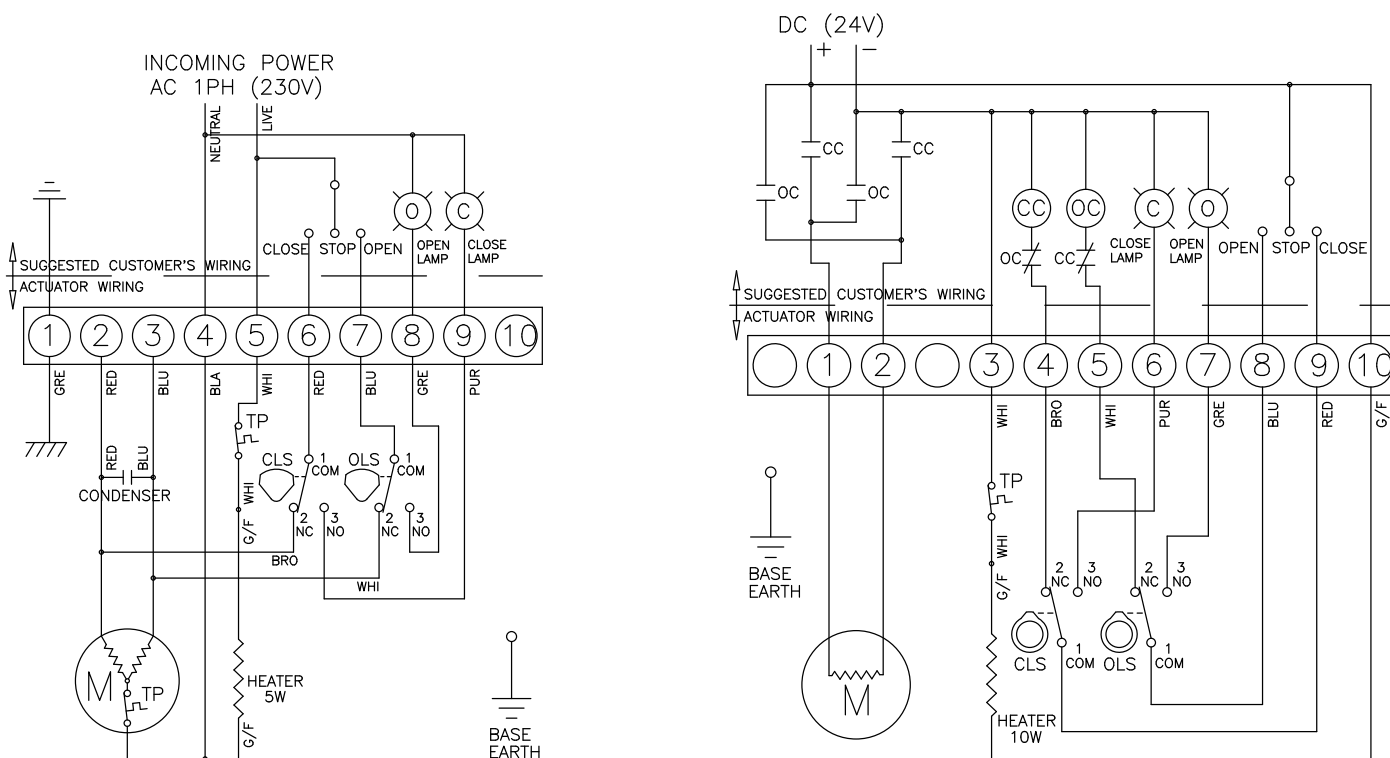 INCOMING POWER
AC 1PH (230V)
NEUTRAL
LIVE
O
C
CLOSE STOP OPEN
OPEN
LAMP
CLOSE
LAMP
SUGGESTED CUSTOMER'S WIRING
ACTUATOR WIRING
1 2 3 4 5 6 7 8 9 10
GRE RED BLU BLA WHI RED BLU GRE PUR
TP
RED BLU
CONDENSER
WHI
G/F
CLS
1
COM
OLS
1
COM
2
NC
3
NO
2
NC
3
NO
BRO
WHI
M
TP
HEATER
5W
G/F
BASE
EARTH
DC (24V)
+ −
CC
CC
OC
OC
CC OC C O
OC
CC
CLOSE
LAMP
OPEN
LAMP
OPEN STOP CLOSE
SUGGESTED CUSTOMER'S WIRING
ACTUATOR WIRING
1 2 3 4 5 6 7 8 9 10
WHI BRO WHI PUR GRE BLU RED G/F
TP
WHI
G/F
BASE
EARTH
2
NC
3
NO
2
NC
3
NO
CLS
1
COM
OLS
1
COM
M
HEATER
10W